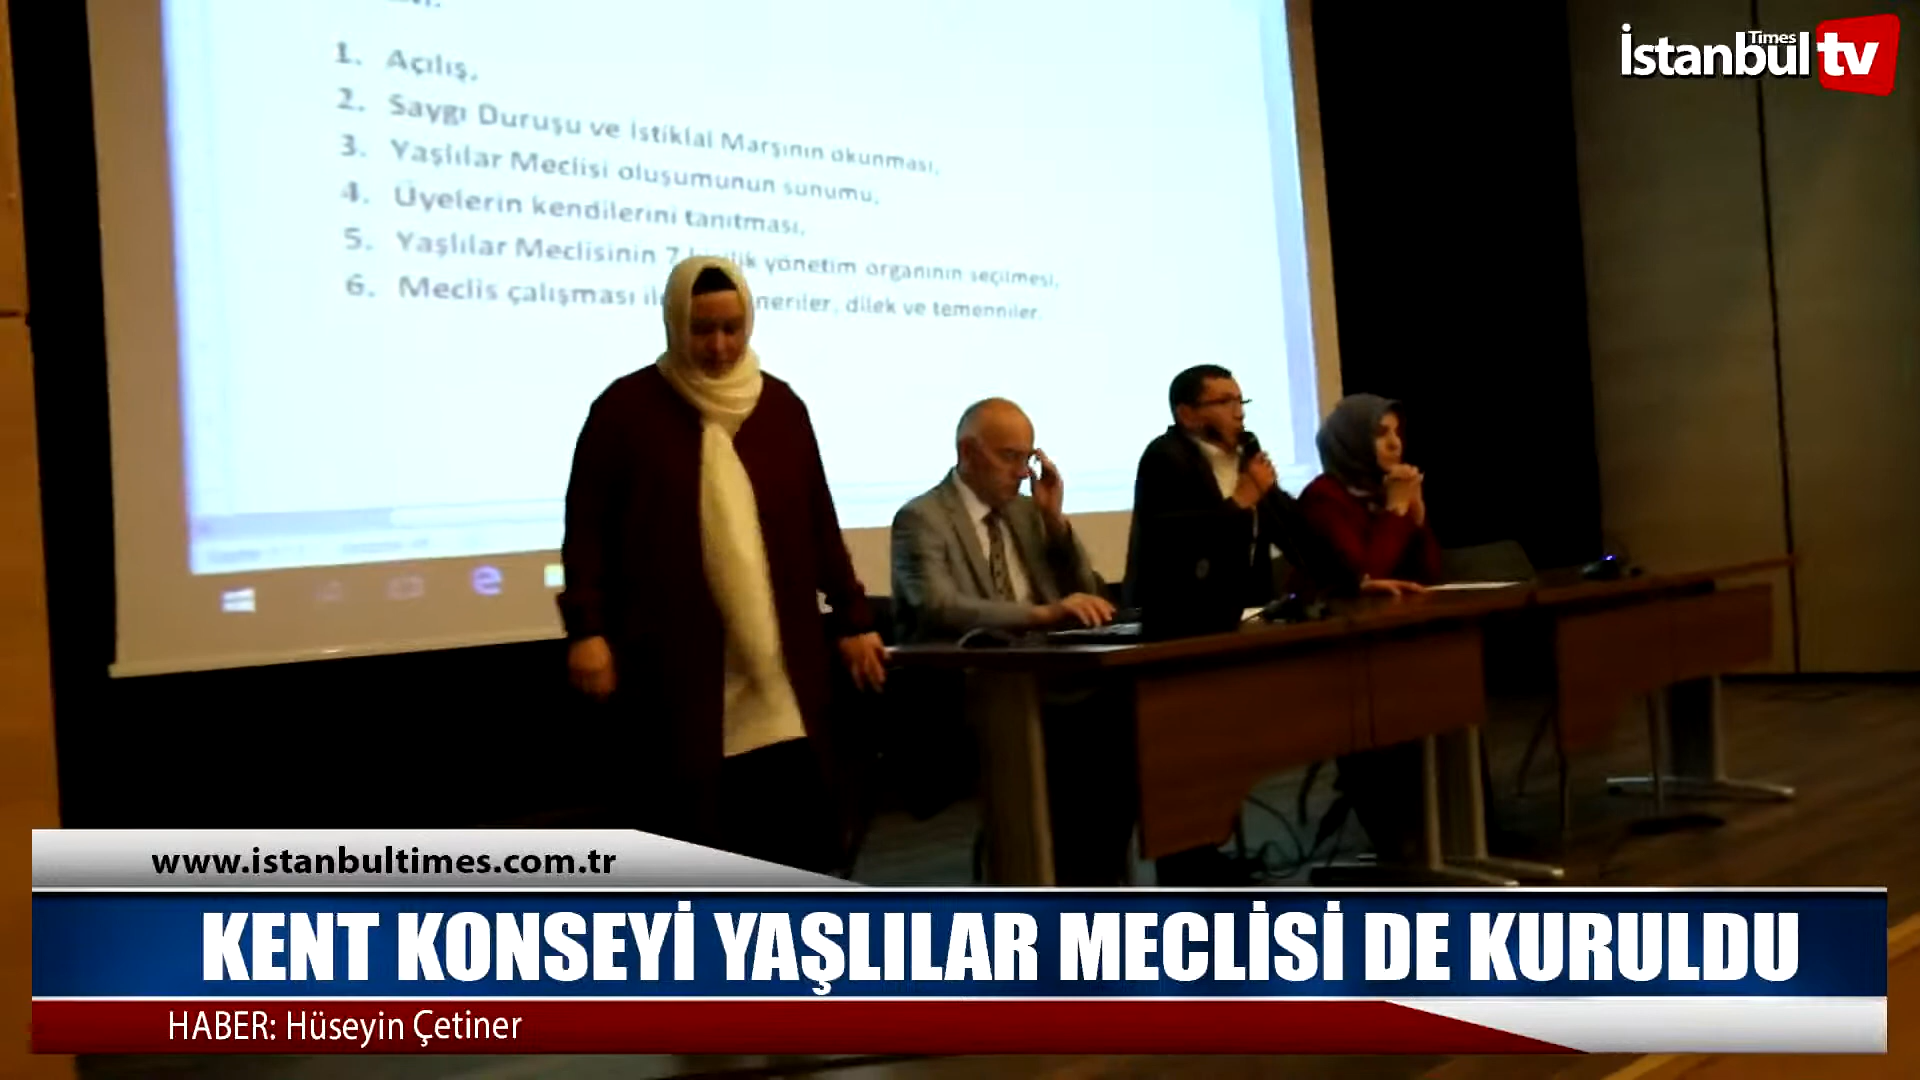 1. Açılış,
2. Saygı Duruşu ve İstiklal Marşının okunması,
3. Yaşlılar Meclisi oluşumunun sunumu,
4. Üyelerin kendilerini tanıtması,
5. Yaşlılar Meclisinin 7 yönetim organının seçilmesi,
6. Meclis çalışması dilek ve temenniler.
İstanbul Times tv
www.istanbultimes.com.tr
KENT KONSEYİ YAŞLILAR MECLİSİ DE KURULDU
HABER: Hüseyin Çetiner